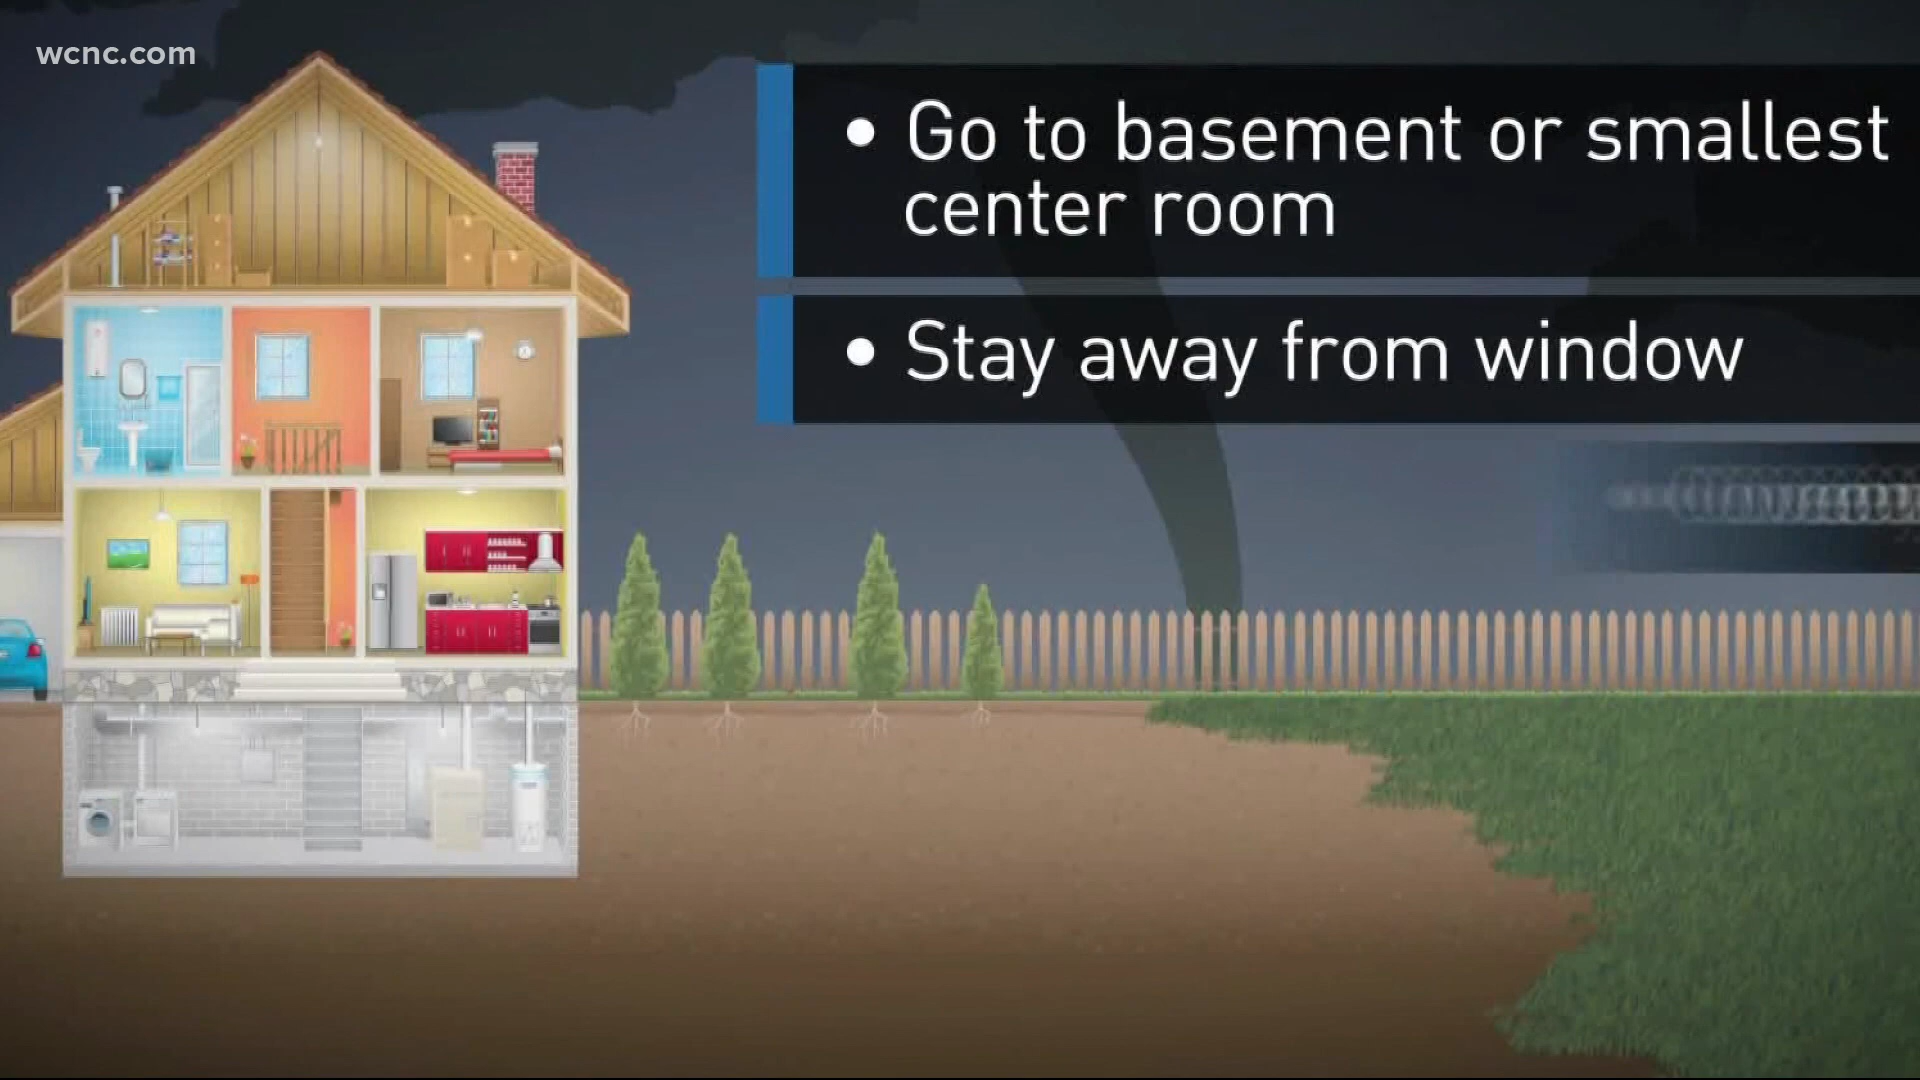 wcnc.com
• Go to basement or smallest
center room
• Stay away from window